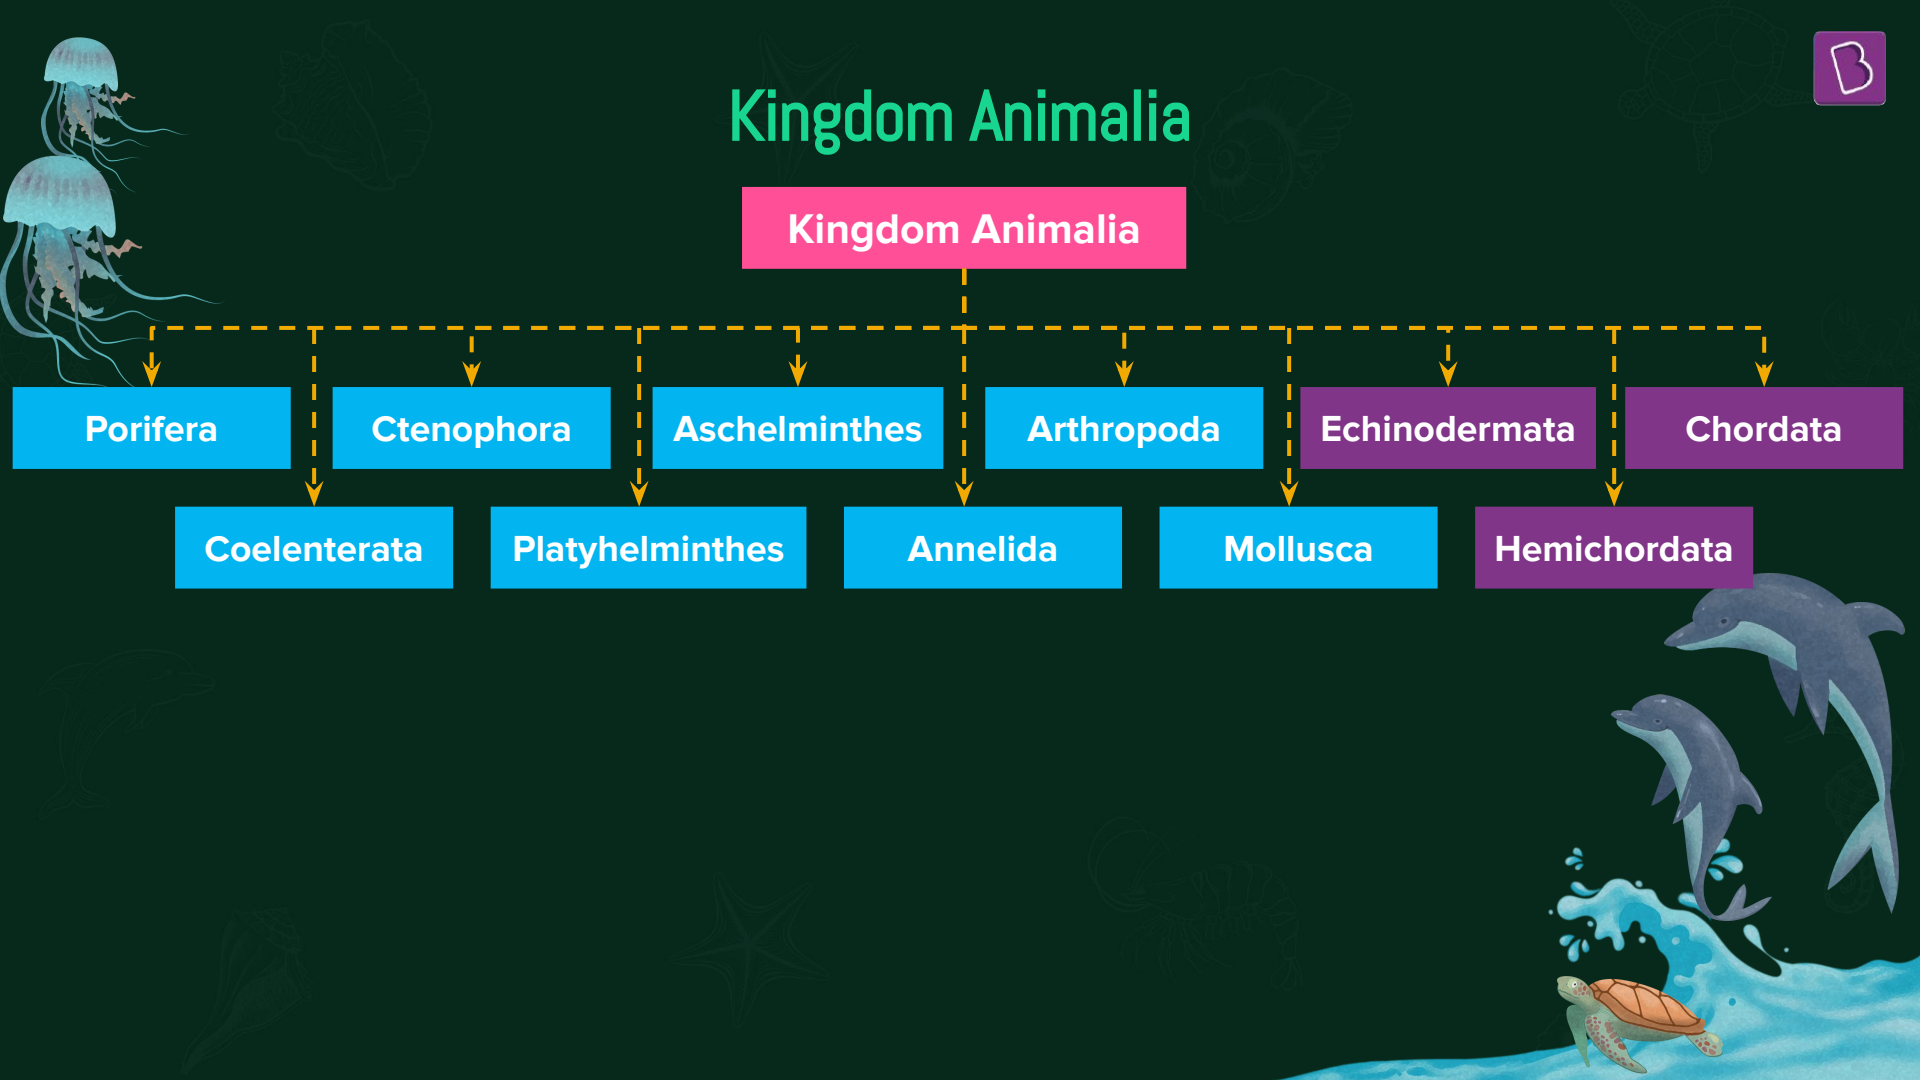 Kingdom Animalia
Kingdom Animalia
Porifera
Ctenophora
Aschelminthes
Arthropoda
Echinodermata
Chordata
Coelenterata
Platyhelminthes
Annelida
Mollusca
Hemichordata
B